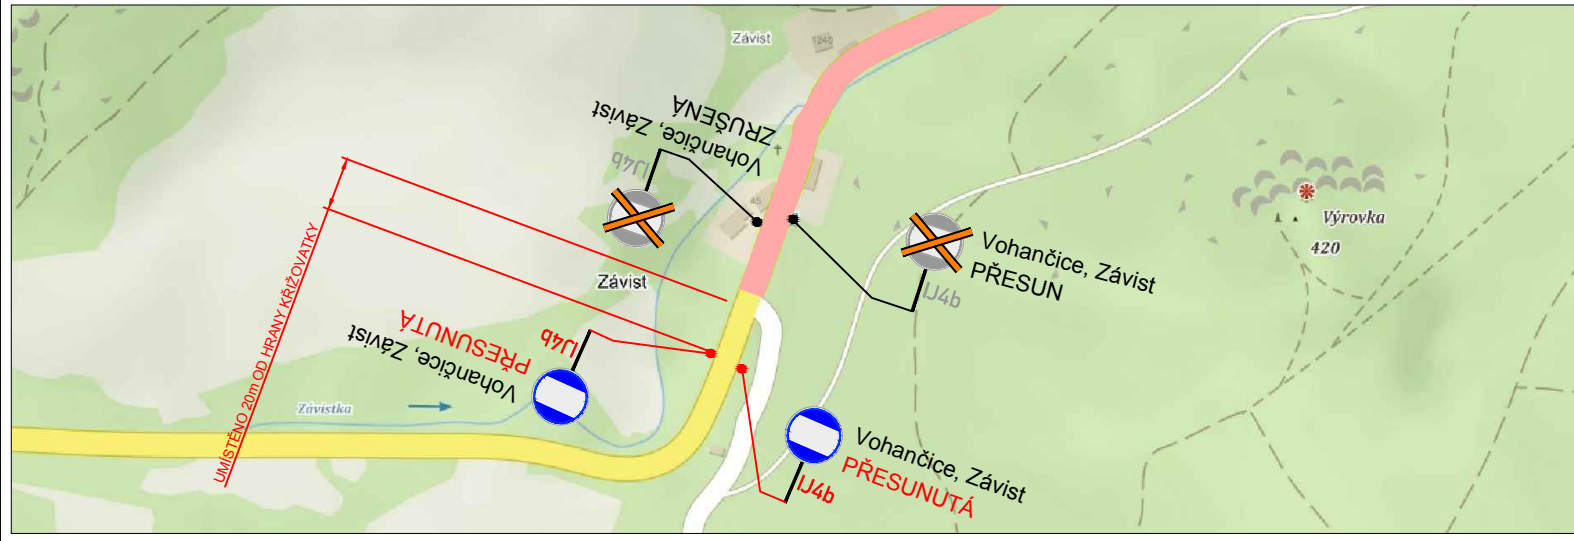 Závist
1240
ZRUŠENÁ
Vohančice, Závist
IJ4b
45
Vohančice, Závist
PŘESUN
IJ4b
Výrovka
420
Závist
UMÍSTĚNO 20m OD HRANY KŘIŽOVATKY
IJ4b
PŘESUNUTÁ
Vohančice, Závist
Závistka
Vohančice, Závist
PŘESUNUTÁ
IJ4b